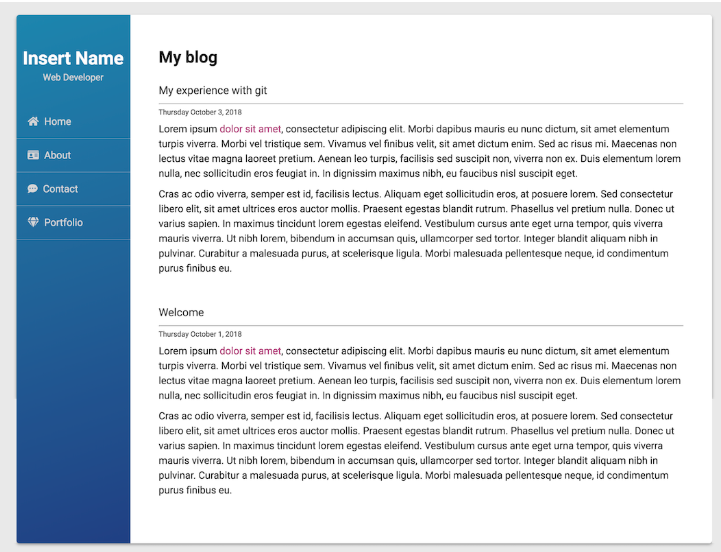 Insert Name
Web Developer
Home
About
Contact
Portfolio
My blog
My experience with git
Thursday October 3, 2018
Lorem ipsum dolor sit amet, consectetur adipiscing elit. Morbi dapibus mauris eu nunc dictum, sit amet elementum
turpis viverra. Morbi vel tristique sem. Vivamus vel finibus velit, sit amet dictum enim. Sed ac risus mi. Maecenas non
lectus vitae magna laoreet pretium. Aenean leo turpis, facilisis sed suscipit non, viverra non ex. Duis elementum lorem
nulla, nec lobortis eros feugiat in. In dignissim maximus nibh, eu faucibus nisl suscipit eget.
Cras ac odio viverra, semper est id, facilisis lectus. Aliquam eget sollicitudin eros, at posuere lorem. Sed consectetur
libero elit, sit amet ultrices eros auctor mollis. Praesent egestas blandit rutrum. Phasellus vel pretium nulla. Donec ut
varius sapien. In maximus tincidunt lorem egestas eleifend. Vestibulum cursus ante eget urna tempor, quis viverra
mauris viverra. Ut nibh lorem, bibendum in accumsan quis, ullamcorper sed tortor. Integer blandit aliquam nibh in
pulvinar. Curabitur a malesuada purus, at scelerisque ligula. Morbi malesuada pellentesque neque, id condimentum
purus finibus eu.
Welcome
Thursday October 1, 2018
Lorem ipsum dolor sit amet, consectetur adipiscing elit. Morbi dapibus mauris eu nunc dictum, sit amet elementum
turpis viverra. Morbi vel tristique sem. Vivamus vel finibus velit, sit amet dictum enim. Sed ac risus mi. Maecenas non
lectus vitae magna laoreet pretium. Aenean leo turpis, facilisis sed suscipit non, viverra non ex. Duis elementum lorem
nulla, nec sollicitudin eros feugiat in. In dignissim maximus nibh, eu faucibus nisl suscipit eget.
Cras ac odio viverra, semper est id, facilisis lectus. Aliquam eget sollicitudin eros, at posuere lorem. Sed consectetur
libero elit, sit amet ultrices eros auctor mollis. Praesent egestas blandit rutrum. Phasellus vel pretium nulla. Donec ut
varius sapien. In maximus tincidunt lorem egestas eleifend. Vestibulum cursus ante eget urna tempor, quis viverra
mauris viverra. Ut nibh lorem, bibendum in accumsan quis, ullamcorper sed tortor. Integer blandit aliquam nibh in
pulvinar. Curabitur a malesuada purus, at scelerisque ligula. Morbi malesuada pellentesque neque, id condimentum
purus finibus eu.